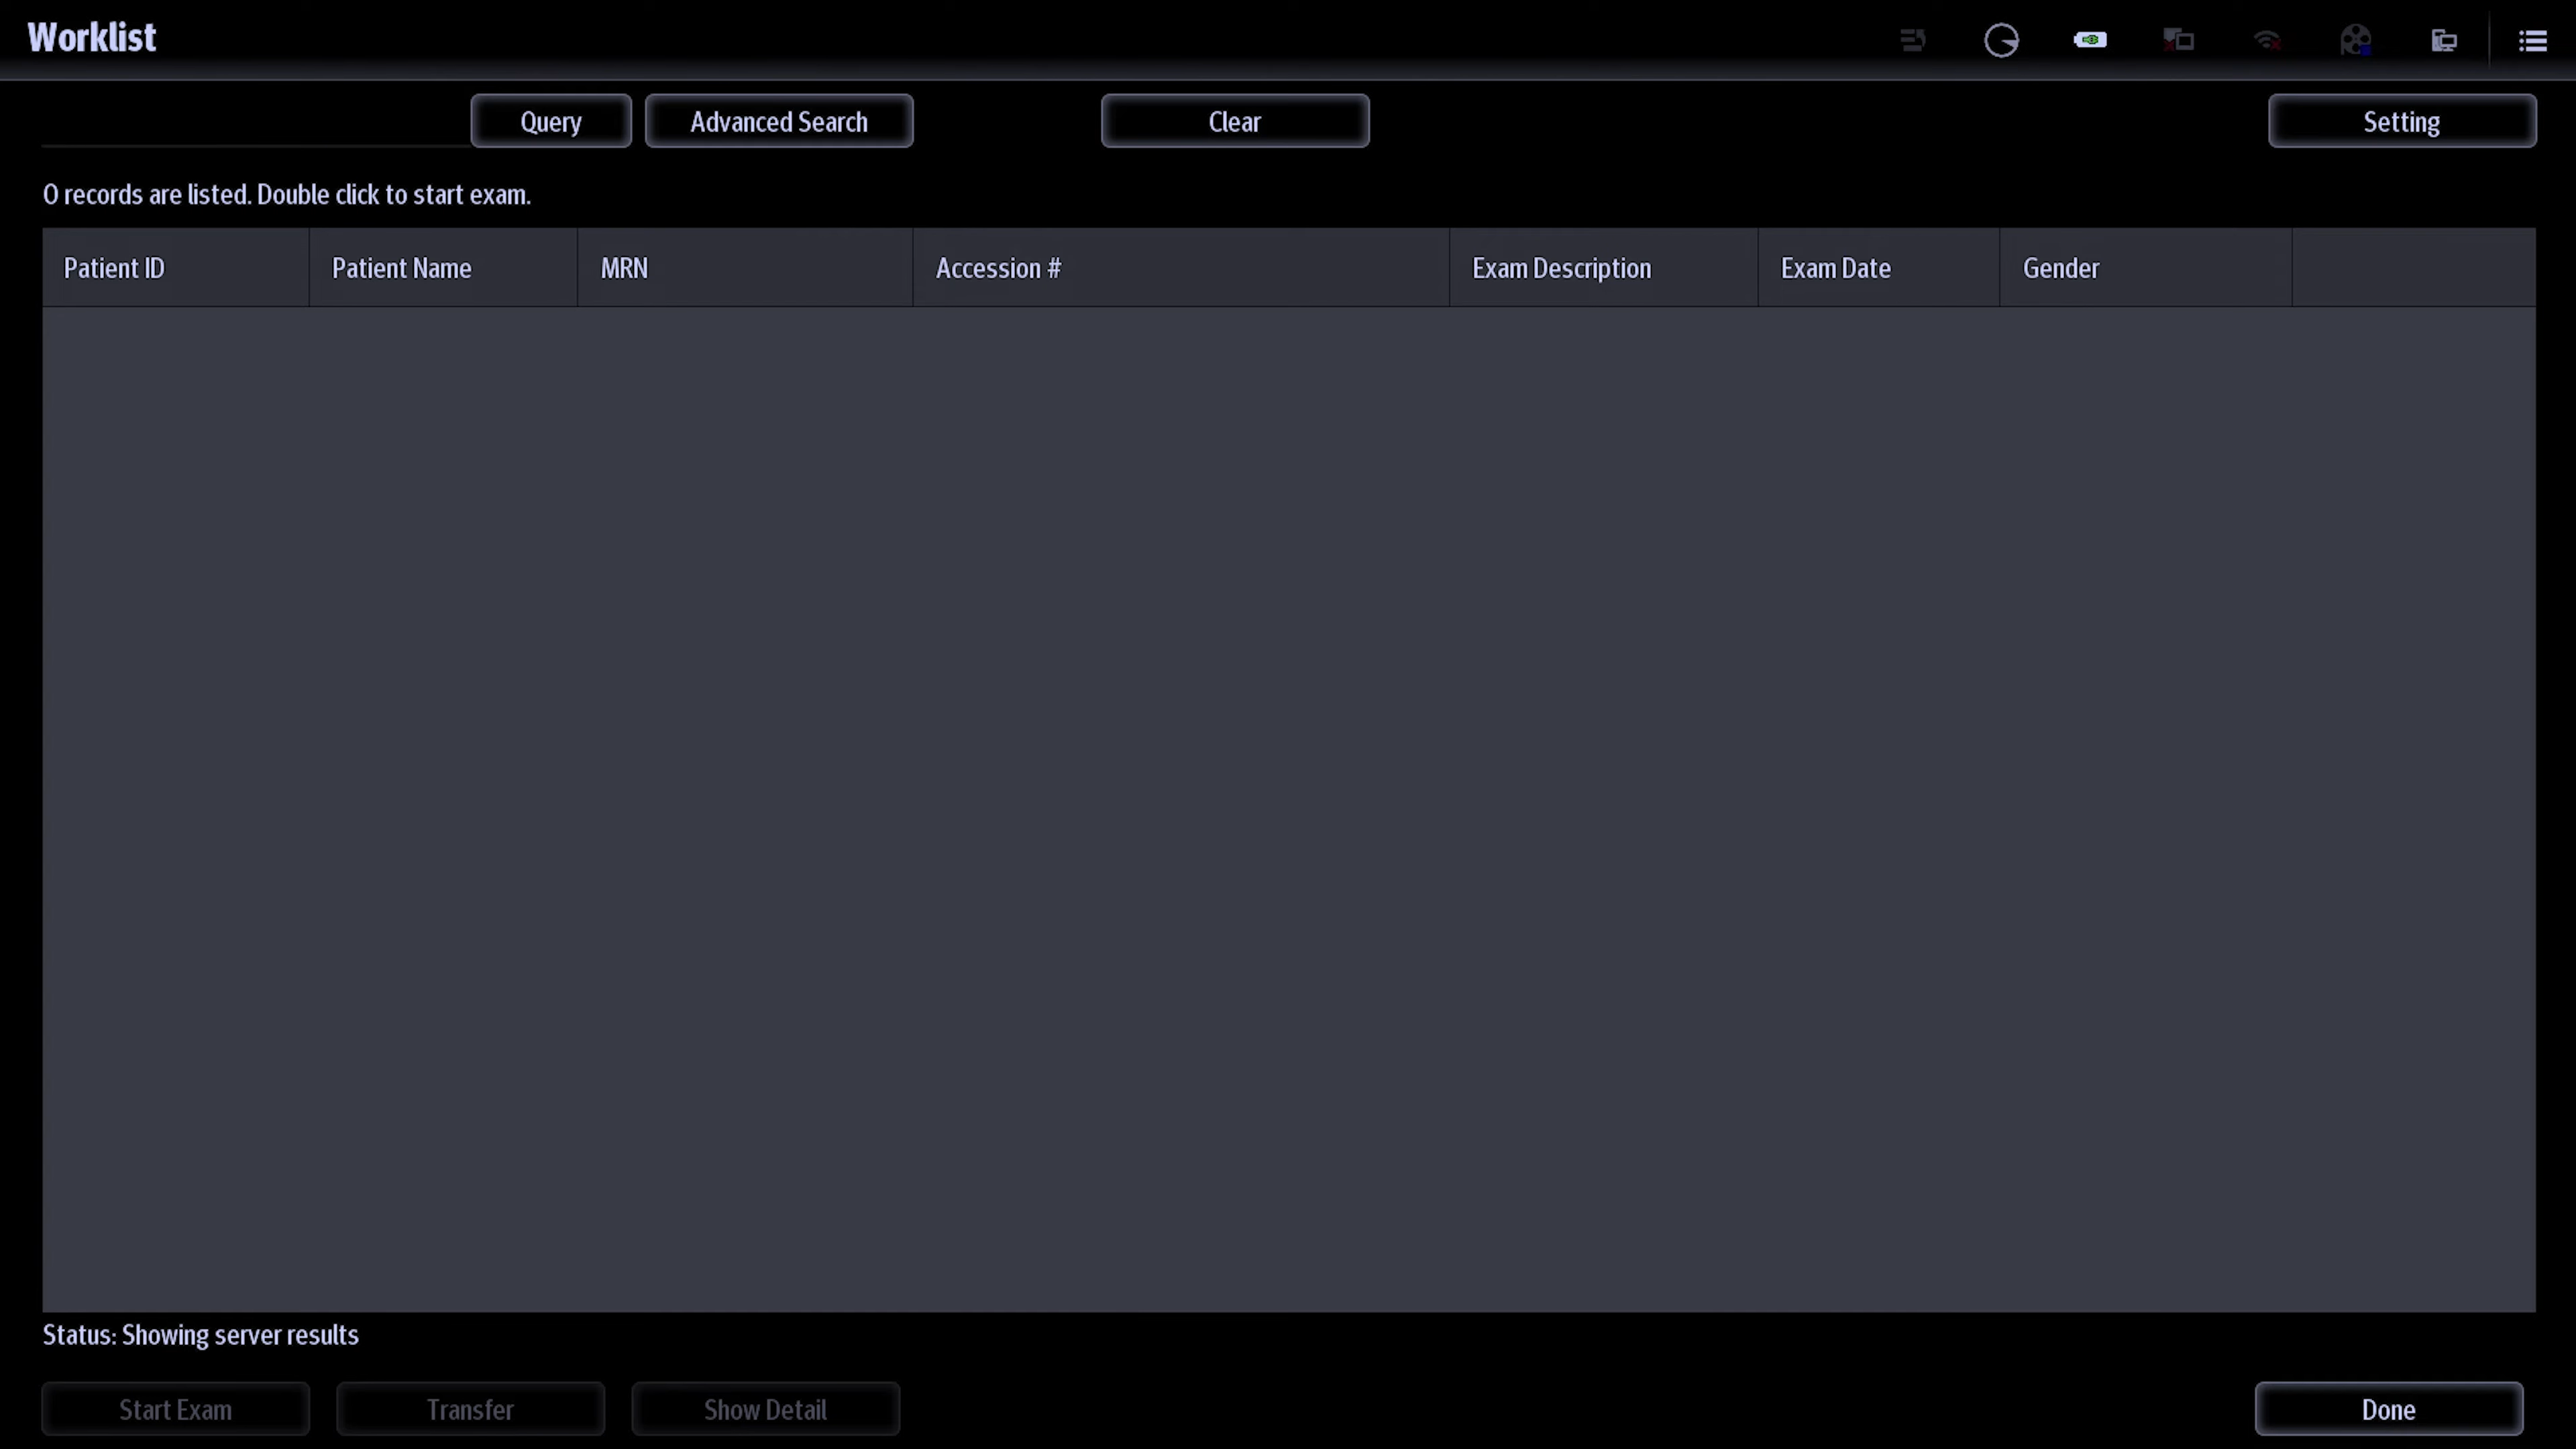 Worklist
Query
Advanced Search
Clear
Setting
0 records are listed. Double click to start exam.
Patient ID
Patient Name
MRN
Accession #
Exam Description
Exam Date
Gender
Status: Showing server results
Start Exam
Transfer
Show Detail
Done